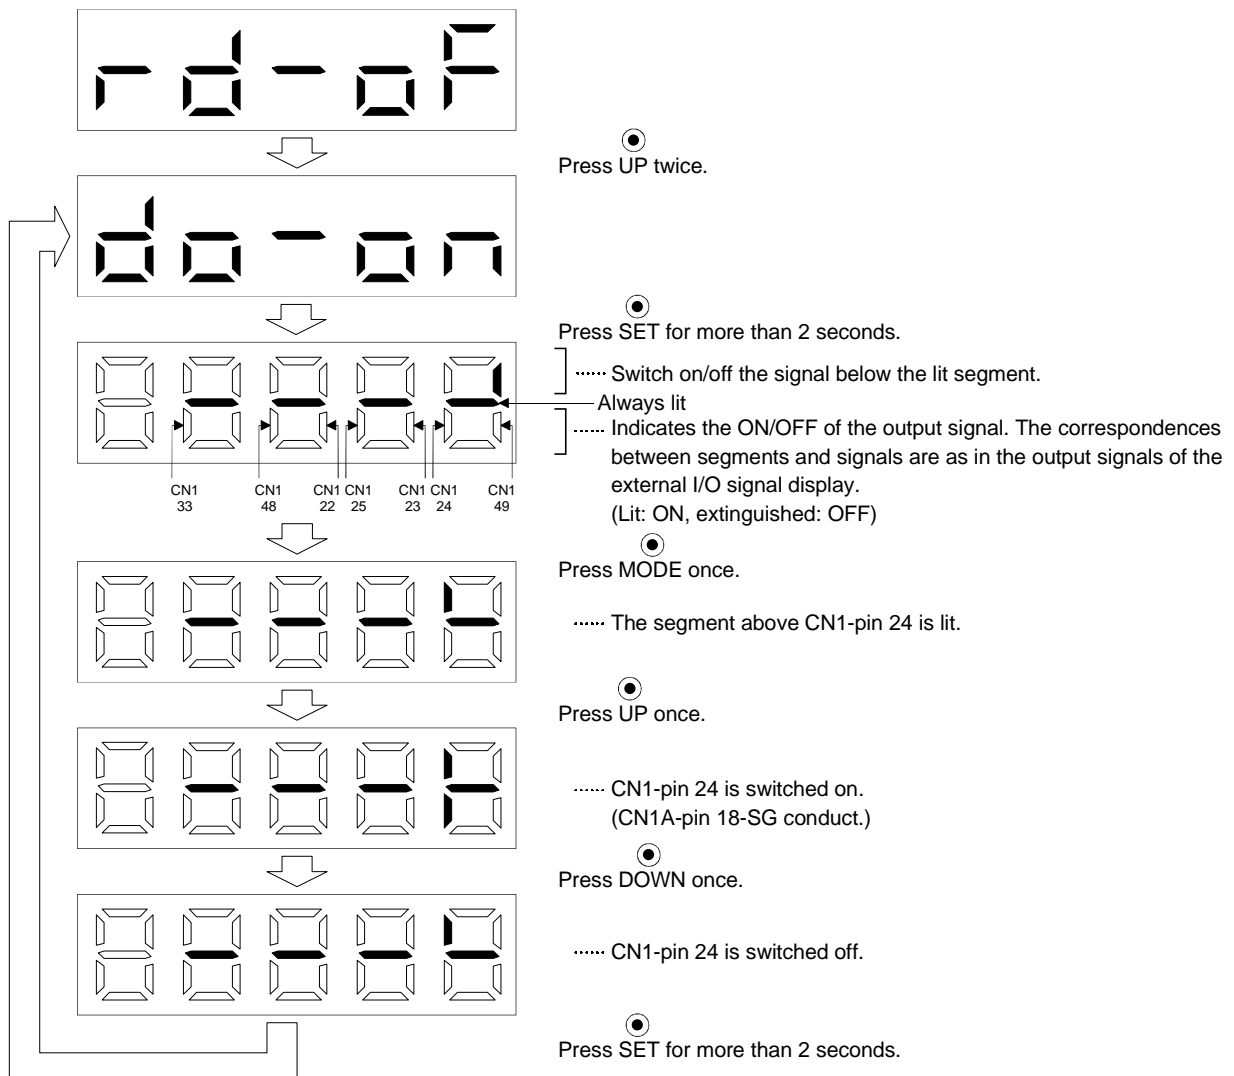 rd-oF
Press UP twice.
do-on
Press SET for more than 2 seconds.
Switch on/off the signal below the lit segment.
Always lit
Indicates the ON/OFF of the output signal. The correspondences
between segments and signals are as in the output signals of the
external I/O signal display.
(Lit: ON, extinguished: OFF)
CN1 CN1 CN1 CN1 CN1 CN1 CN1
33 48 22 25 23 24 49
Press MODE once.
The segment above CN1-pin 24 is lit.
Press UP once.
CN1-pin 24 is switched on.
(CN1A-pin 18-SG conduct.)
Press DOWN once.
CN1-pin 24 is switched off.
Press SET for more than 2 seconds.